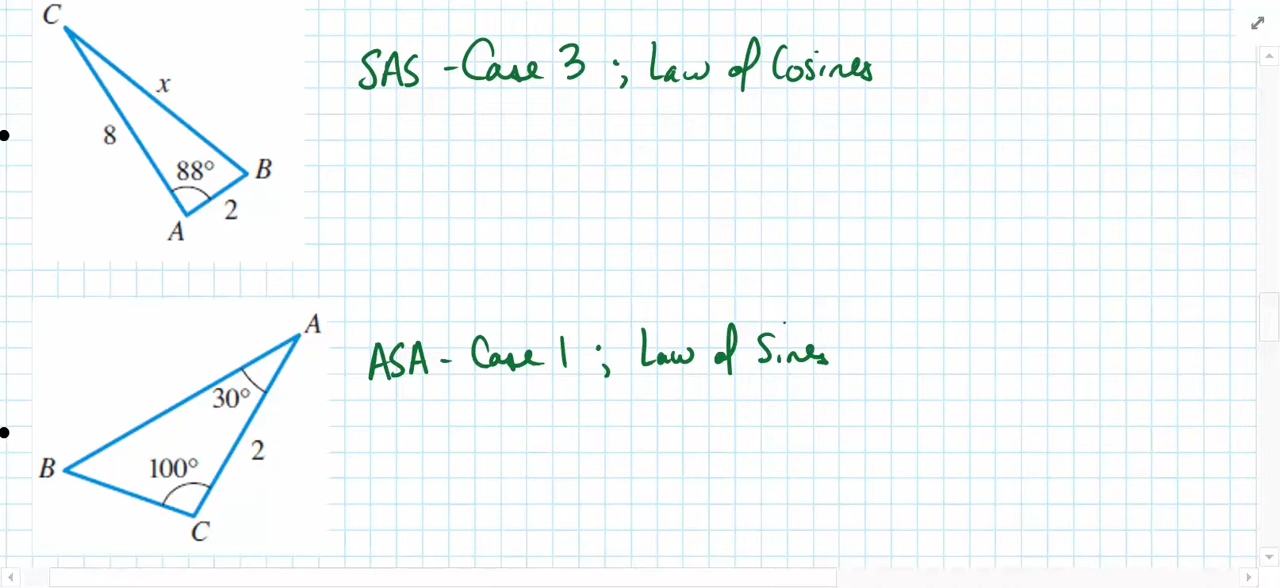 C
SAS - Case 3 ; Law of Cosines
x
8
88°
B
2
A
A
ASA - Case 1 ; Law of Sines
30°
2
B
100°
C